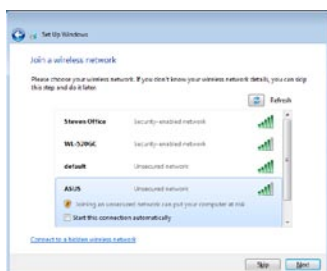 Set Up Windows
Join a wireless network
Please choose your wireless network. If you don't know your wireless network details, you can skip
this step and do it later.
Refresh
Steven Office Security-enabled network
WL-520GC Security-enabled network
default Unsecured network
ASUS Unsecured network
Joining an unsecured network can put your computer at risk
Start this connection automatically
Connect to a hidden wireless network
Skip Next